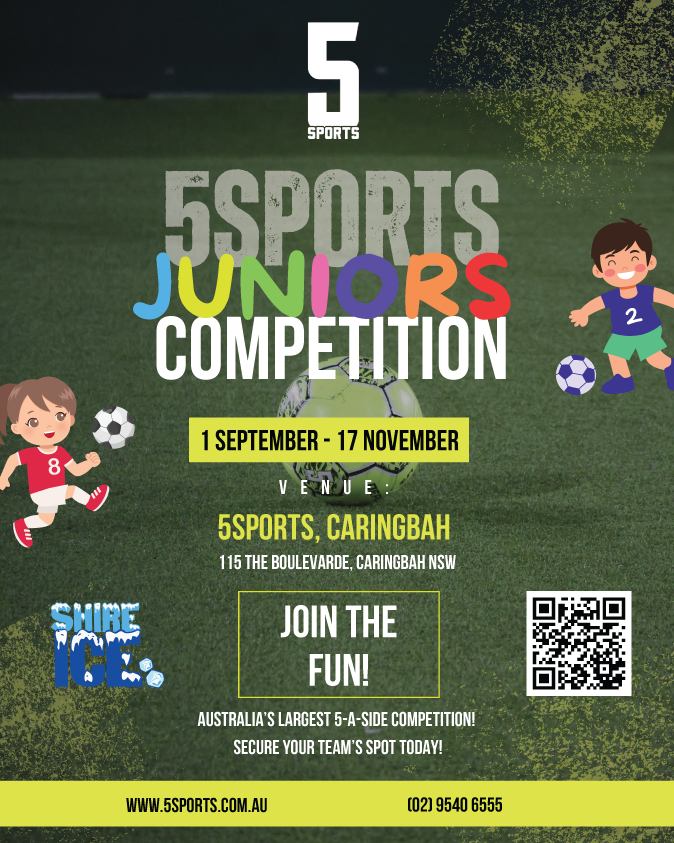 5
SPORTS
5SPORTS
JUNIORS
COMPETITION
1 SEPTEMBER - 17 NOVEMBER
VENUE:
5SPORTS, CARINGBAH
115 THE BOULEVARDE, CARINGBAH NSW
2
8
SHIRE
ICE
JOIN THE
FUN!
AUSTRALIA'S LARGEST 5-A-SIDE COMPETITION!
SECURE YOUR TEAM'S SPOT TODAY!
WWW.5SPORTS.COM.AU
(02) 9540 6555